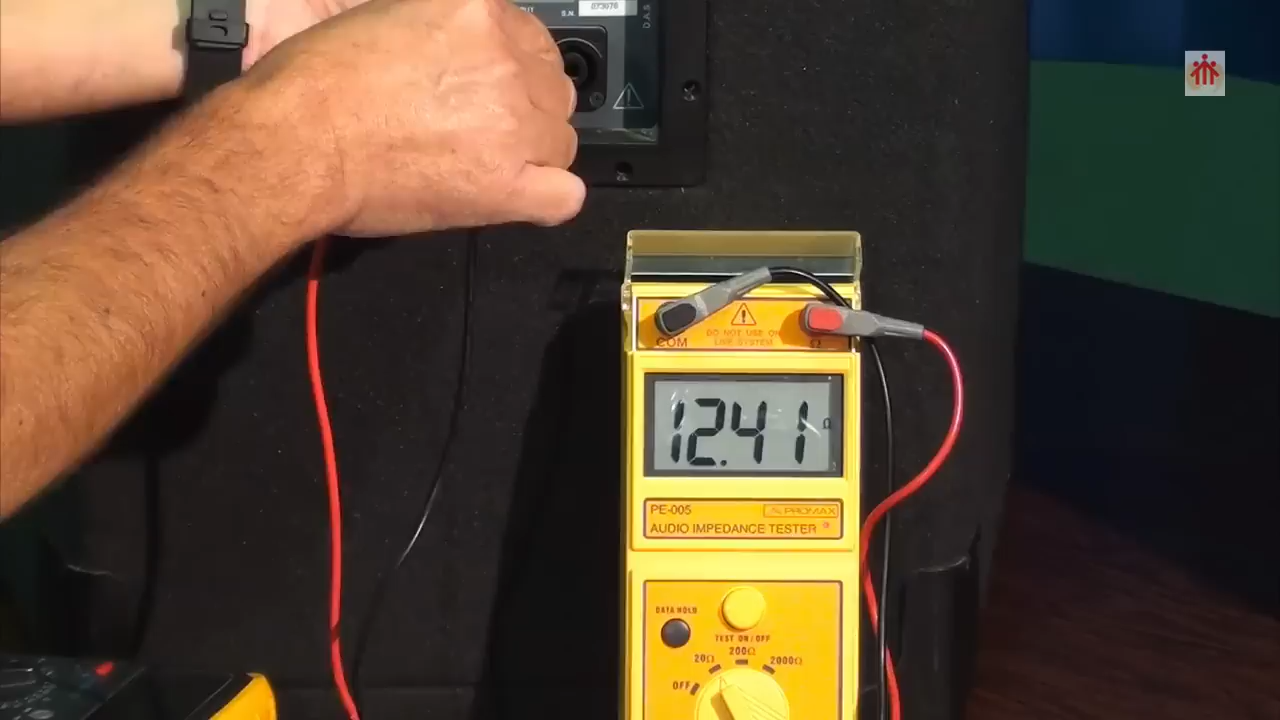 S.N. 073076
D.A.S
COM
DO NOT USE ON
LIVE SYSTEM
Ω
12.41
Ω
PE-005
PROMAX
AUDIO IMPEDANCE TESTER
DATA HOLD
TEST ON/OFF
20Ω
200Ω
2000Ω
OFF